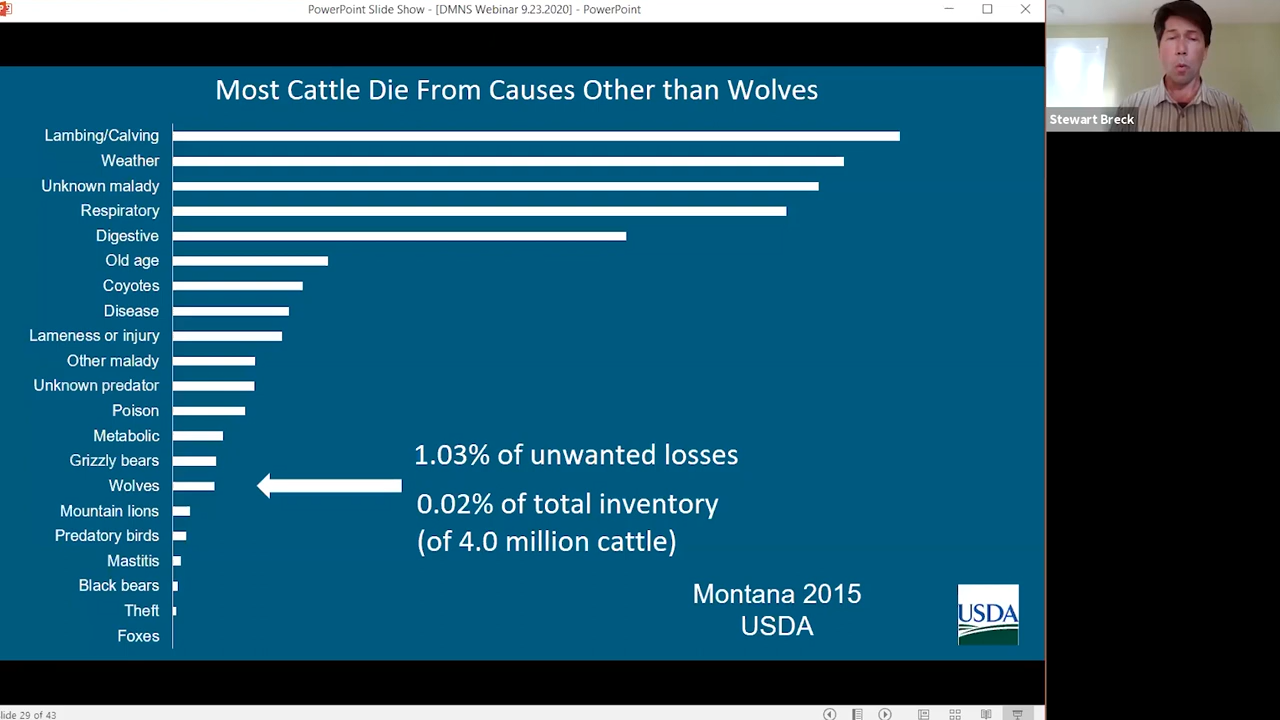 PowerPoint Slide Show - [DMNS Webinar 9.23.2020] - PowerPoint
Stewart Breck
Most Cattle Die From Causes Other than Wolves
Lambing/Calving
Weather
Unknown malady
Respiratory
Digestive
Old age
Coyotes
Disease
Lameness or injury
Other malady
Unknown predator
Poison
Metabolic
Grizzly bears
Wolves
Mountain lions
Predatory birds
Mastitis
Black bears
Theft
Foxes
1.03% of unwanted losses
0.02% of total inventory
(of 4.0 million cattle)
Montana 2015
USDA
USDA
Slide 29 of 43